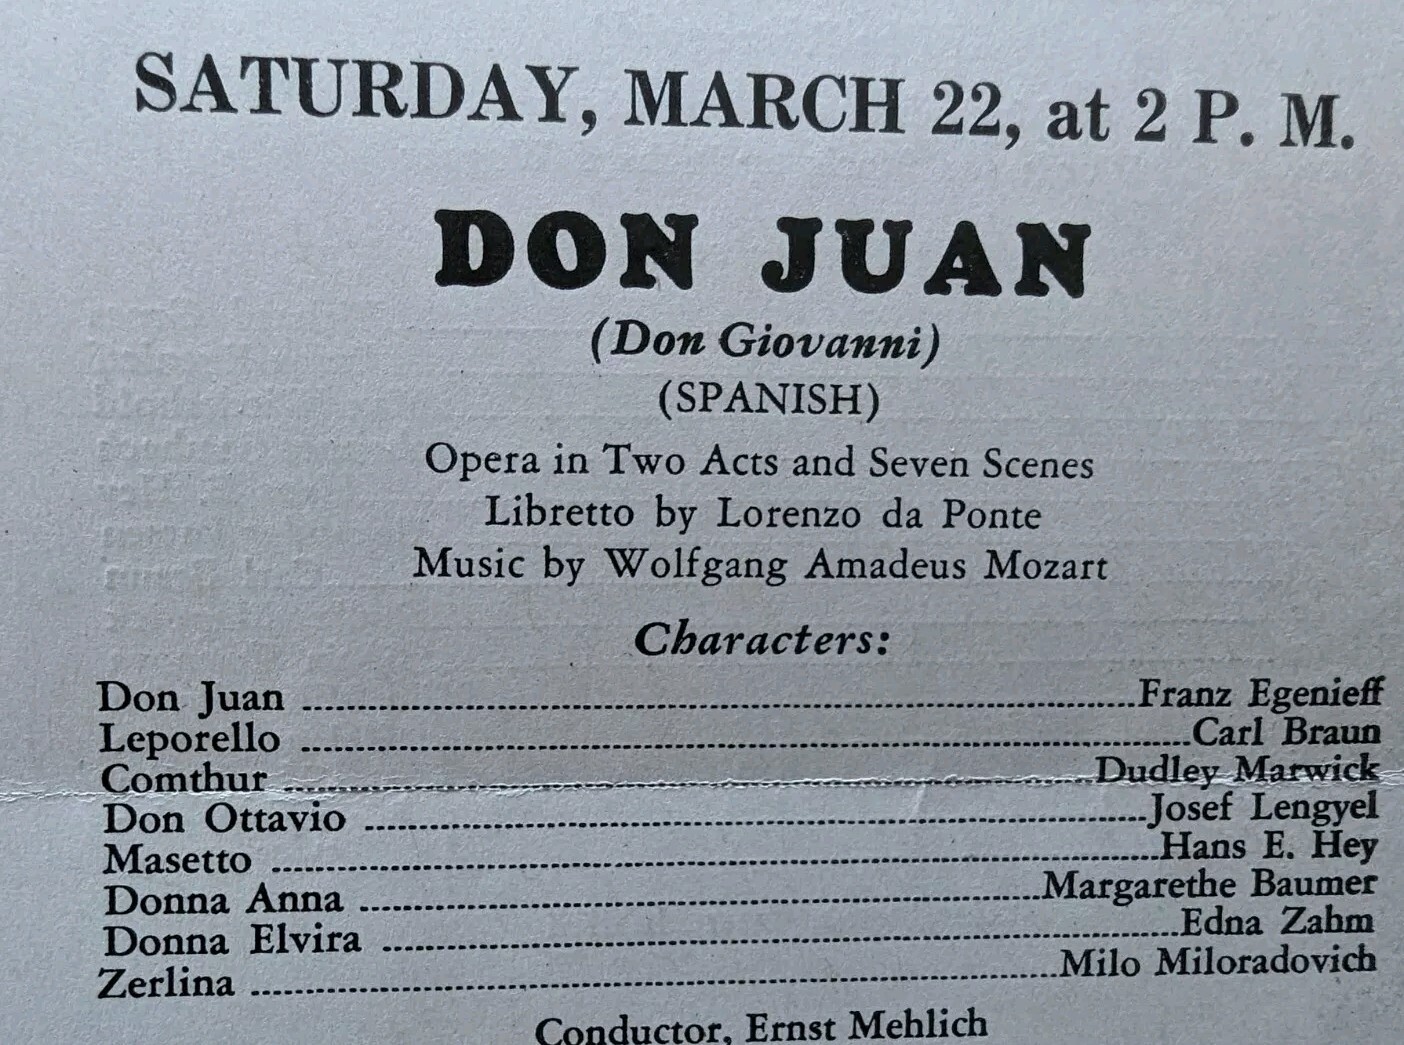 SATURDAY, MARCH 22, at 2 P. M.
DON JUAN
(Don Giovanni)
(SPANISH)
Opera in Two Acts and Seven Scenes
Libretto by Lorenzo da Ponte
Music by Wolfgang Amadeus Mozart
Characters:
Don Juan ........................Franz Egenieff
Leporello ........................Carl Braun
Comthur ........................Dudley Marwick
Don Ottavio ........................Josef Lengyel
Masetto ........................Hans E. Hey
Donna Anna ........................Margarethe Baumer
Donna Elvira ........................Edna Zahm
Zerlina ........................Milo Miloradovich
Conductor, Ernst Mehlich